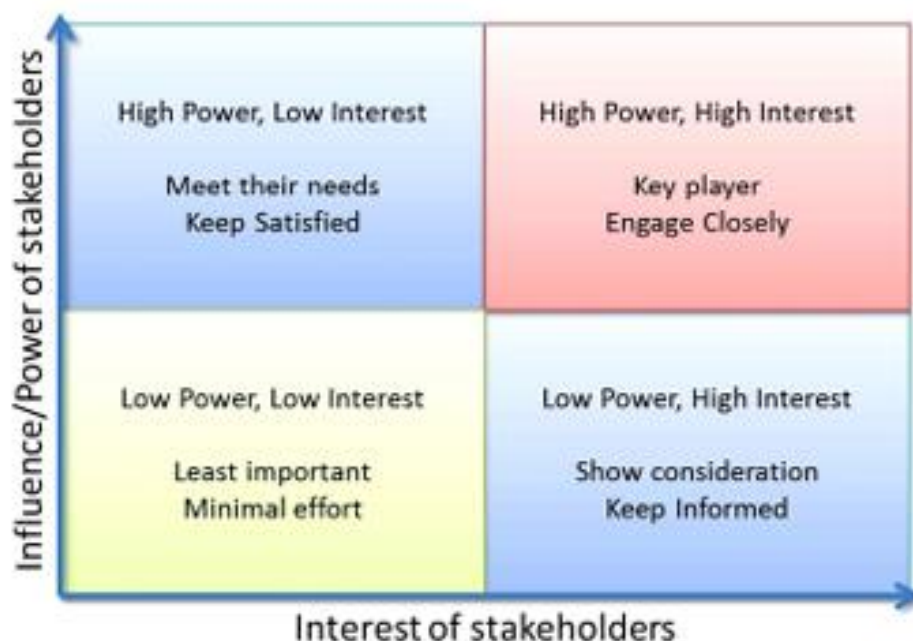 Influence/Power of stakeholders
High Power, Low Interest
Meet their needs
Keep Satisfied
High Power, High Interest
Key player
Engage Closely
Low Power, Low Interest
Least important
Minimal effort
Low Power, High Interest
Show consideration
Keep Informed
Interest of stakeholders